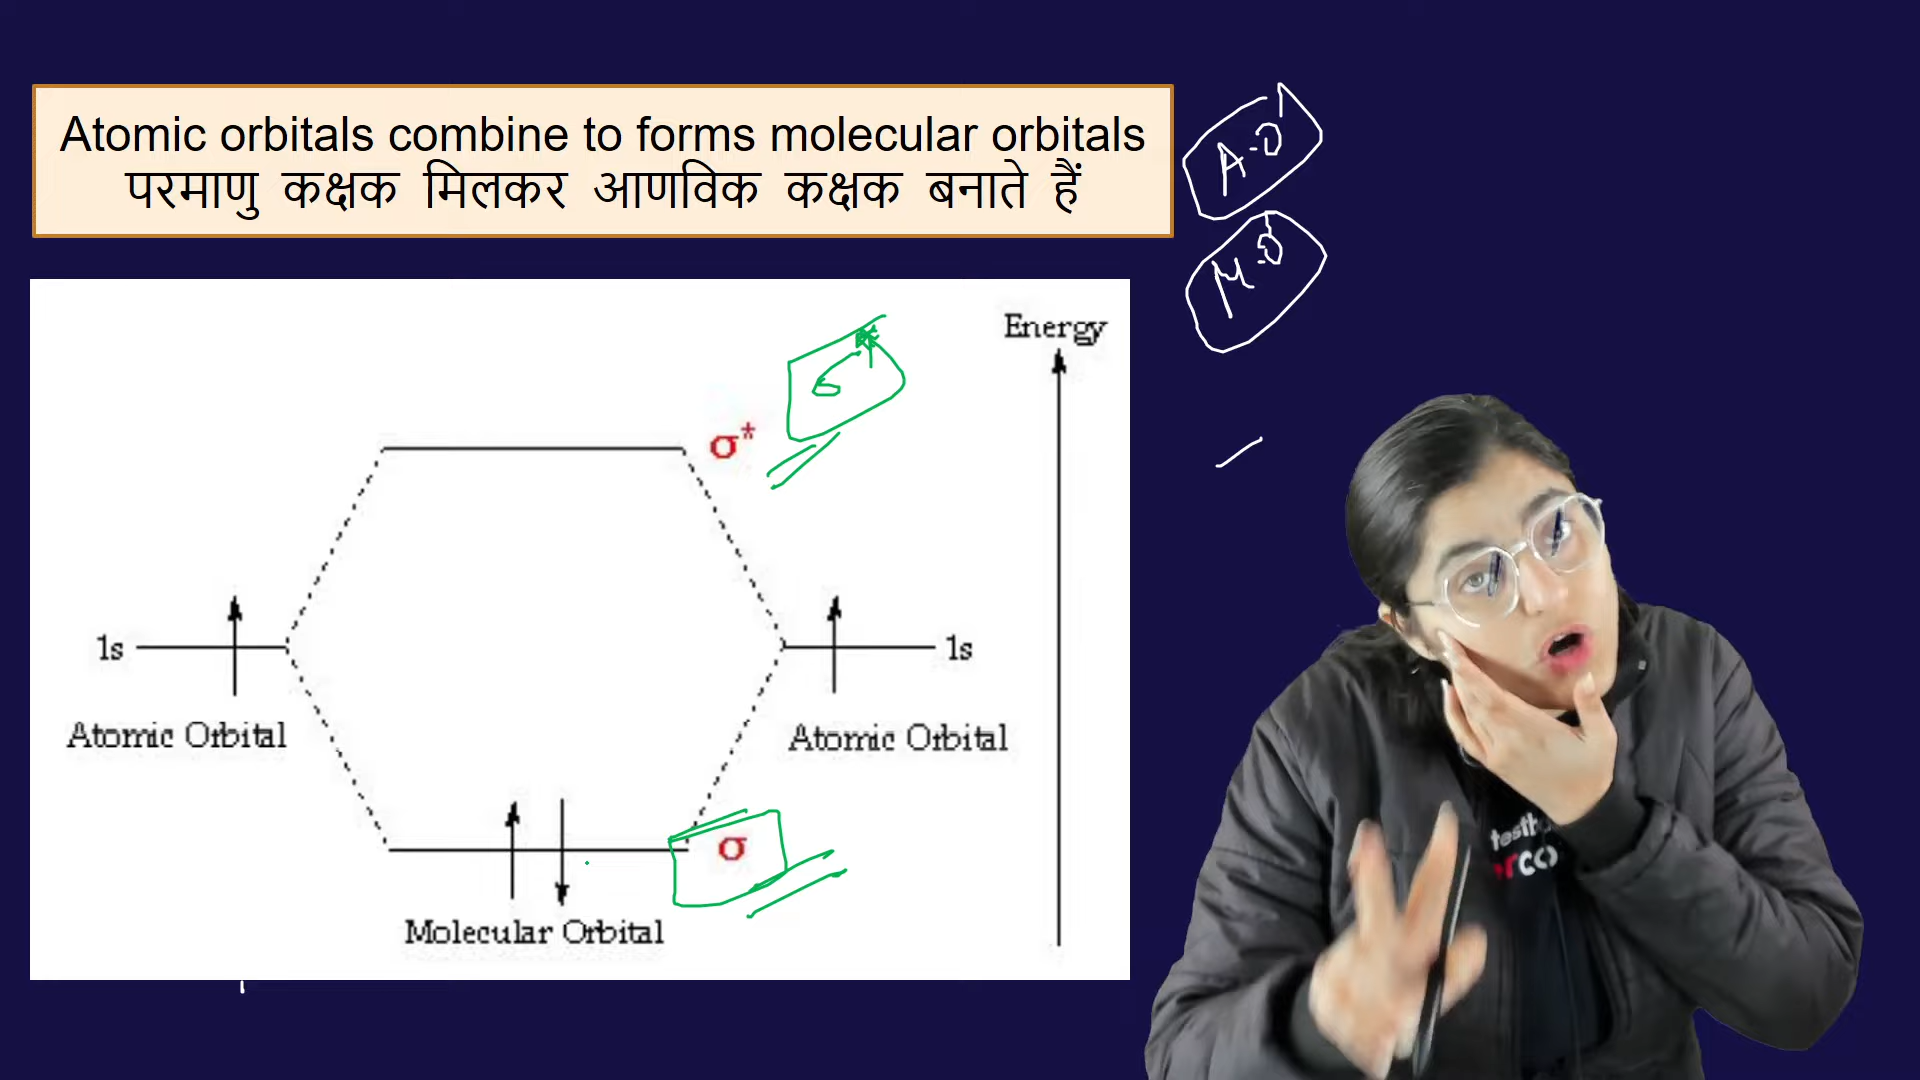 Atomic orbitals combine to forms molecular orbitals
परमाणु कक्षक मिलकर आणविक कक्षक बनाते हैं
A.O
M.O
Energy
σ*
σ*
1s
1s
Atomic Orbital
Atomic Orbital
σ
Molecular Orbital